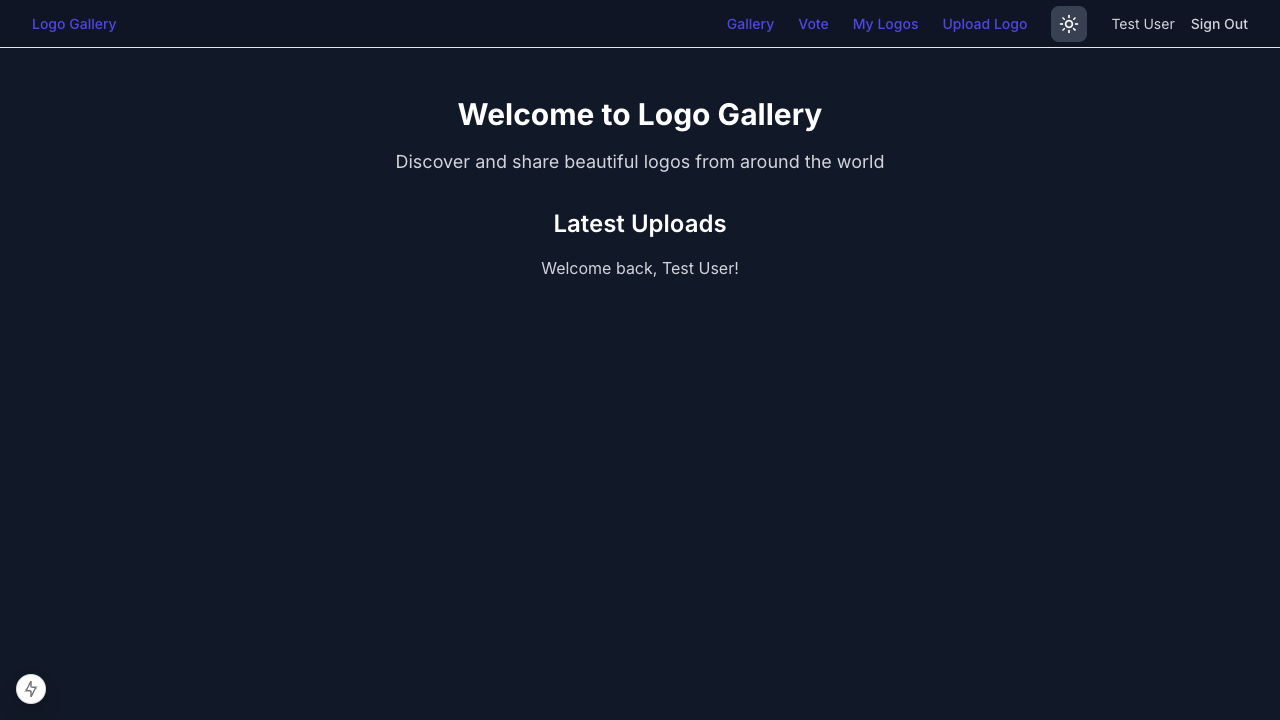 Logo Gallery Gallery Vote My Logos Upload Logo Test User Sign Out
Welcome to Logo Gallery
Discover and share beautiful logos from around the world
Latest Uploads
Welcome back, Test User!